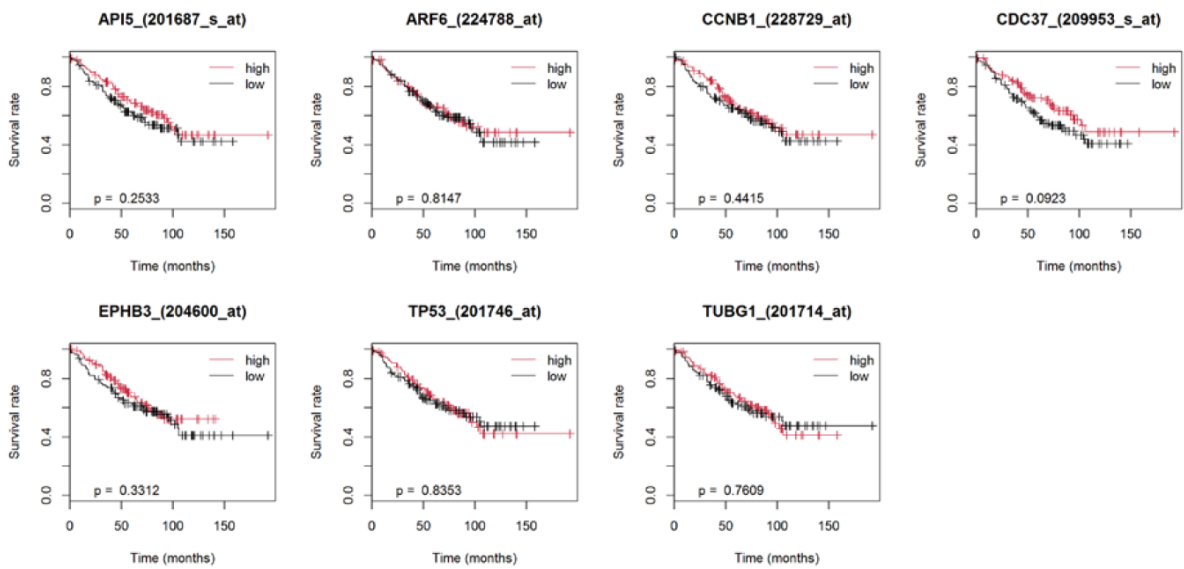 API5_(201687_s_at) ARF6_(224788_at) CCNB1_(228729_at) CDC37_(209953_s_at)
high high high high
low low low low
Survival rate Survival rate Survival rate Survival rate
0.8 0.8 0.8 0.8
0.4 0.4 0.4 0.4
0.0 0.0 0.0 0.0
p = 0.2533 p = 0.8147 p = 0.4415 p = 0.0923
0 50 100 150 0 50 100 150 0 50 100 150 0 50 100 150
Time (months) Time (months) Time (months) Time (months)
EPHB3_(204600_at) TP53_(201746_at) TUBG1_(201714_at)
high high high
low low low
Survival rate Survival rate Survival rate
0.8 0.8 0.8
0.4 0.4 0.4
0.0 0.0 0.0
p = 0.3312 p = 0.8353 p = 0.7609
0 50 100 150 0 50 100 150 0 50 100 150
Time (months) Time (months) Time (months)